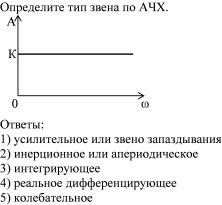 Определите тип звена по АЧХ.
А
К
0
ω
Ответы:
1) усилительное или звено запаздывания
2) инерционное или апериодическое
3) интегрирующее
4) реальное дифференцирующее
5) колебательное